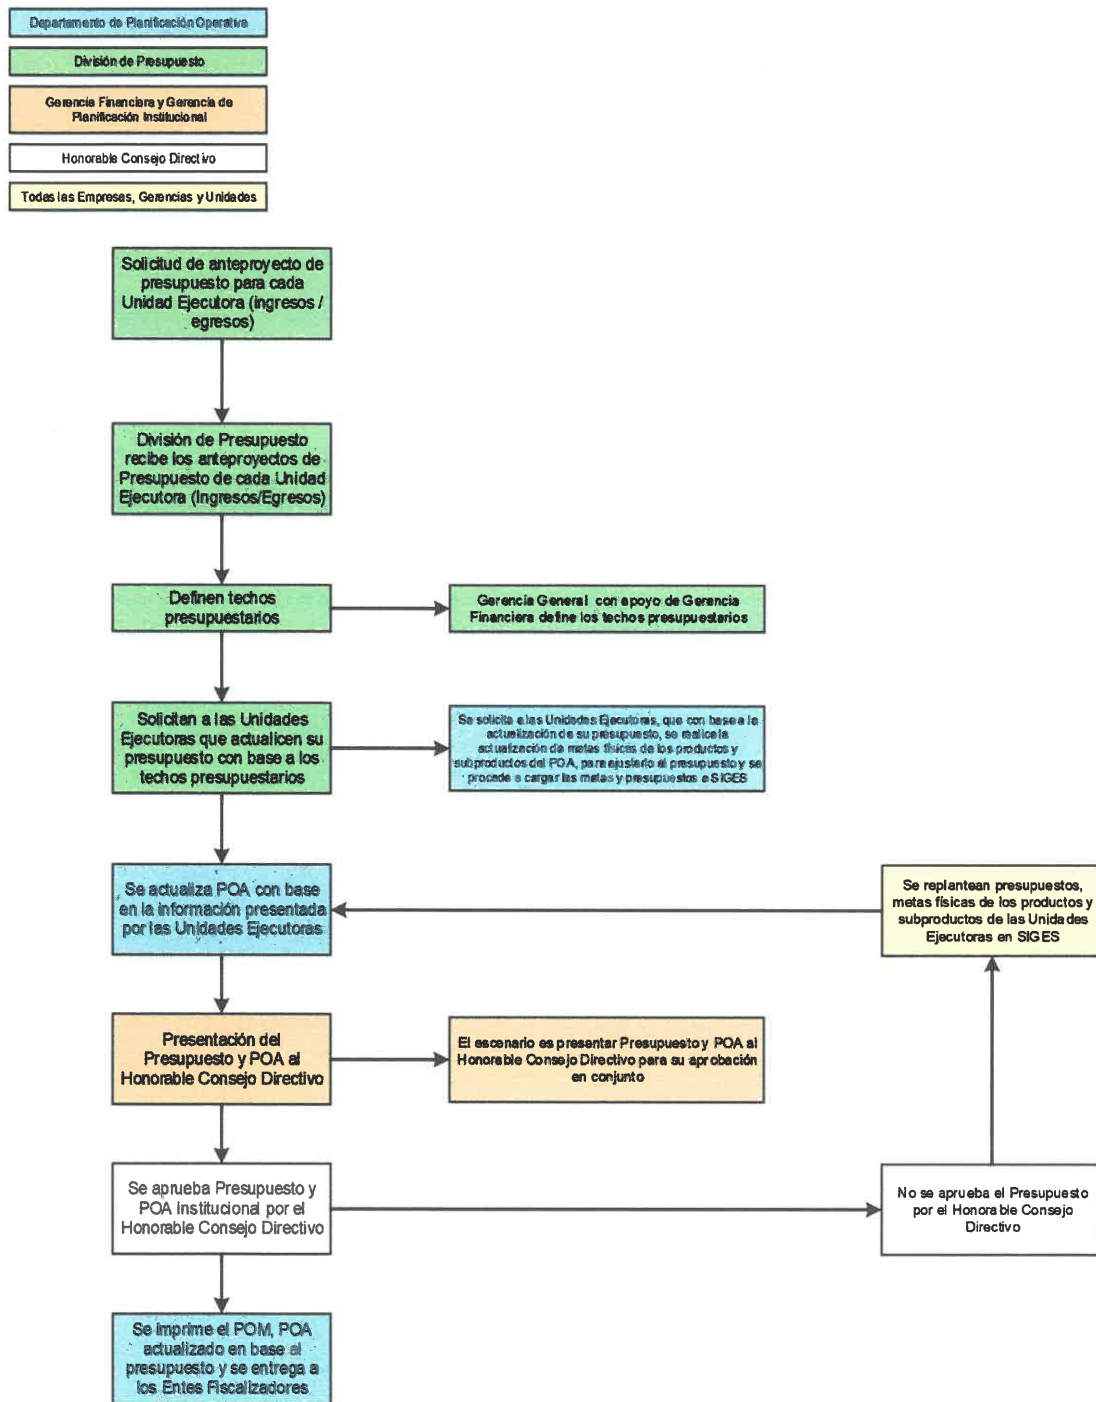 Departamento de Planificación Operativa
División de Presupuesto
Gerencia Financiera y Gerencia de
Planificación Institucional
Honorable Consejo Directivo
Todas las Empresas, Gerencias y Unidades
Solicitud de anteproyecto de
presupuesto para cada
Unidad Ejecutora (ingresos /
egresos)
División de Presupuesto
recibe los anteproyectos de
Presupuesto de cada Unidad
Ejecutora (Ingresos/Egresos)
Definen techos
presupuestarios
Gerencia General con apoyo de Gerencia
Financiera define los techos presupuestarios
Solicitan a las Unidades
Ejecutoras que actualicen su
presupuesto con base a los
techos presupuestarios
Se solicita a las Unidades Ejecutoras, que con base a la
actualización de su presupuesto, se realice la
actualización de metas físicas de los productos y
subproductos del POA, para ajustarlo al presupuesto y se
procede a cargar las metas y presupuestos a SIGES
Se actualiza POA con base
en la información presentada
por las Unidades Ejecutoras
Se replantean presupuestos,
metas físicas de los productos y
subproductos de las Unidades
Ejecutoras en SIGES
Presentación del
Presupuesto y POA al
Honorable Consejo Directivo
El escenario es presentar Presupuesto y POA al
Honorable Consejo Directivo para su aprobación
en conjunto
Se aprueba Presupuesto y
POA Institucional por el
Honorable Consejo Directivo
No se aprueba el Presupuesto
por el Honorable Consejo
Directivo
Se imprime el POM, POA
actualizado en base al
presupuesto y se entrega a
los Entes Fiscalizadores